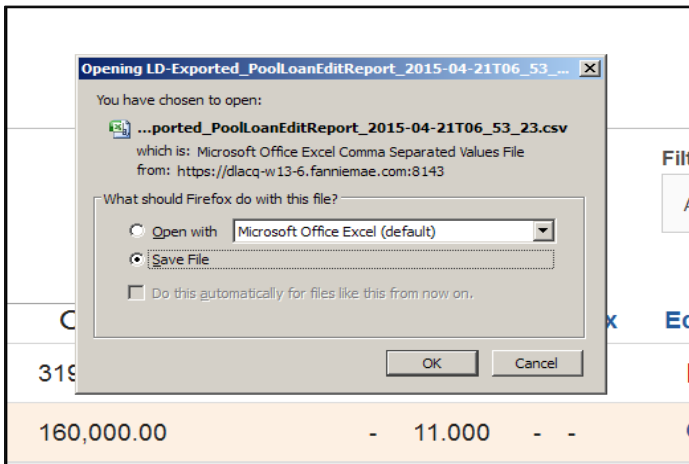 Opening LD-Exported_PoolLoanEditReport_2015-04-21T06_53_...
You have chosen to open:
...ported_PoolLoanEditReport_2015-04-21T06_53_23.csv
which is: Microsoft Office Excel Comma Separated Values File
from: https://dlacq-w13-6.fanniemae.com:8143
What should Firefox do with this file?
Open with Microsoft Office Excel (default)
Save File
Do this automatically for files like this from now on.
OK Cancel
319
160,000.00 - 11.000 - -